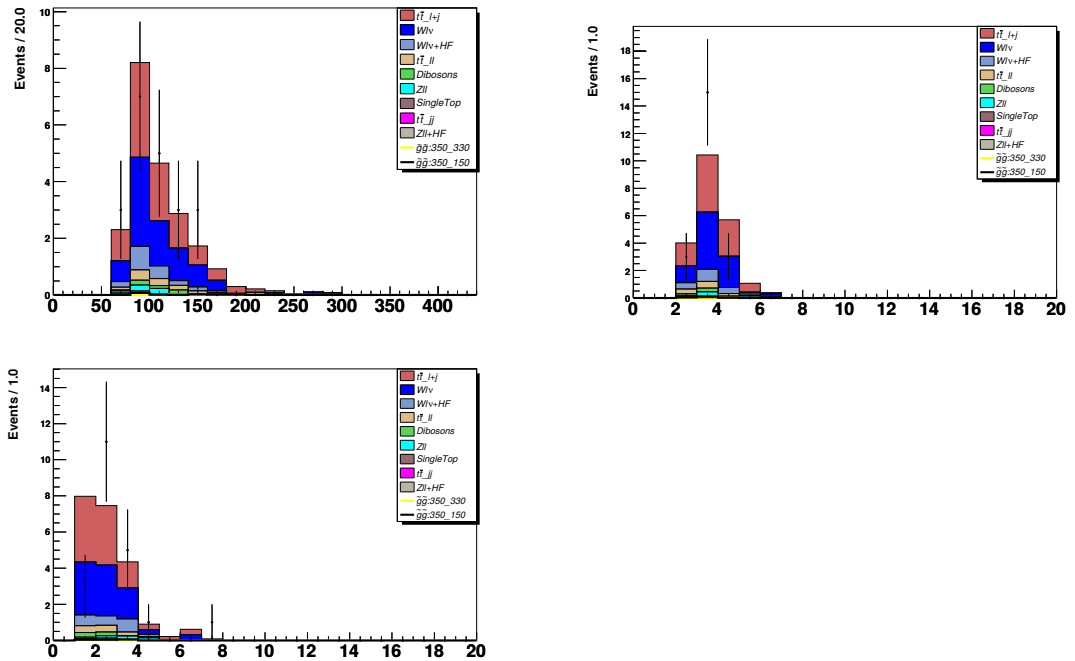 Events / 20.0
10
8
6
4
2
0
0 50 100 150 200 250 300 350 400
tt̄_l+j
Wlν
Wlν+HF
tt̄_ll
Dibosons
Zll
SingleTop
tt̄_jj
Zll+HF
g̃g̃:350_330
g̃g̃:350_150
Events / 1.0
18
16
14
12
10
8
6
4
2
0
0 2 4 6 8 10 12 14 16 18 20
tt̄_l+j
Wlν
Wlν+HF
tt̄_ll
Dibosons
Zll
SingleTop
tt̄_jj
Zll+HF
g̃g̃:350_330
g̃g̃:350_150
Events / 1.0
14
12
10
8
6
4
2
0
0 2 4 6 8 10 12 14 16 18 20
tt̄_l+j
Wlν
Wlν+HF
tt̄_ll
Dibosons
Zll
SingleTop
tt̄_jj
Zll+HF
g̃g̃:350_330
g̃g̃:350_150